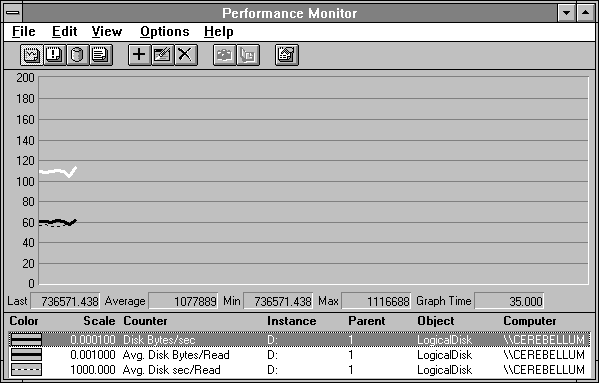 Performance Monitor
File Edit View Options Help
200
180
160
140
120
100
80
60
40
20
0
Last 736571.438 Average 1077889 Min 736571.438 Max 1116688 Graph Time 35.000
Color Scale Counter Instance Parent Object Computer
0.000100 Disk Bytes/sec D: 1 LogicalDisk \\CEREBELLUM
0.001000 Avg. Disk Bytes/Read D: 1 LogicalDisk \\CEREBELLUM
1000.000 Avg. Disk sec/Read D: 1 LogicalDisk \\CEREBELLUM